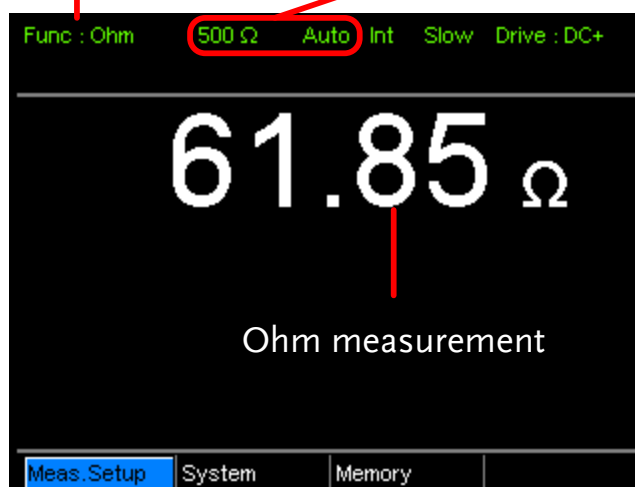 Func : Ohm 500 Ω Auto Int Slow Drive : DC+
61.85 Ω
Ohm measurement
Meas.Setup System Memory